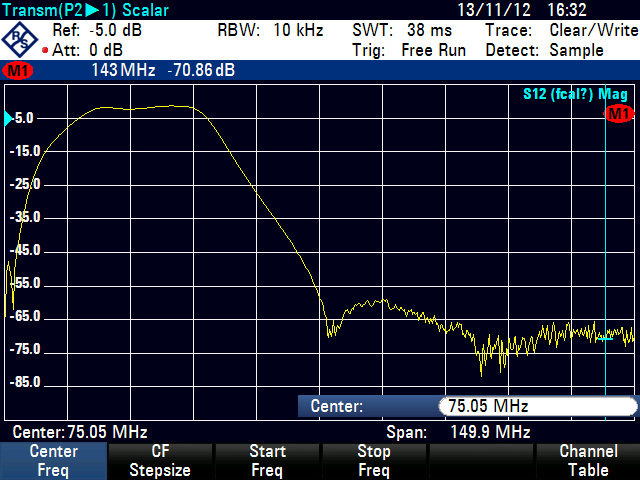 Transm(P2▶1) Scalar 13/11/12 16:32
R&S Ref: -5.0 dB RBW: 10 kHz SWT: 38 ms Trace: Clear/Write
Att: 0 dB Trig: Free Run Detect: Sample
M1 143 MHz -70.86 dB
S12 (fcal?) Mag
M1
-5.0
-15.0
-25.0
-35.0
-45.0
-55.0
-65.0
-75.0
-85.0
Center: 75.05 MHz
Center: 75.05 MHz Span: 149.9 MHz
Center Freq
CF Stepsize
Start Freq
Stop Freq
Channel Table